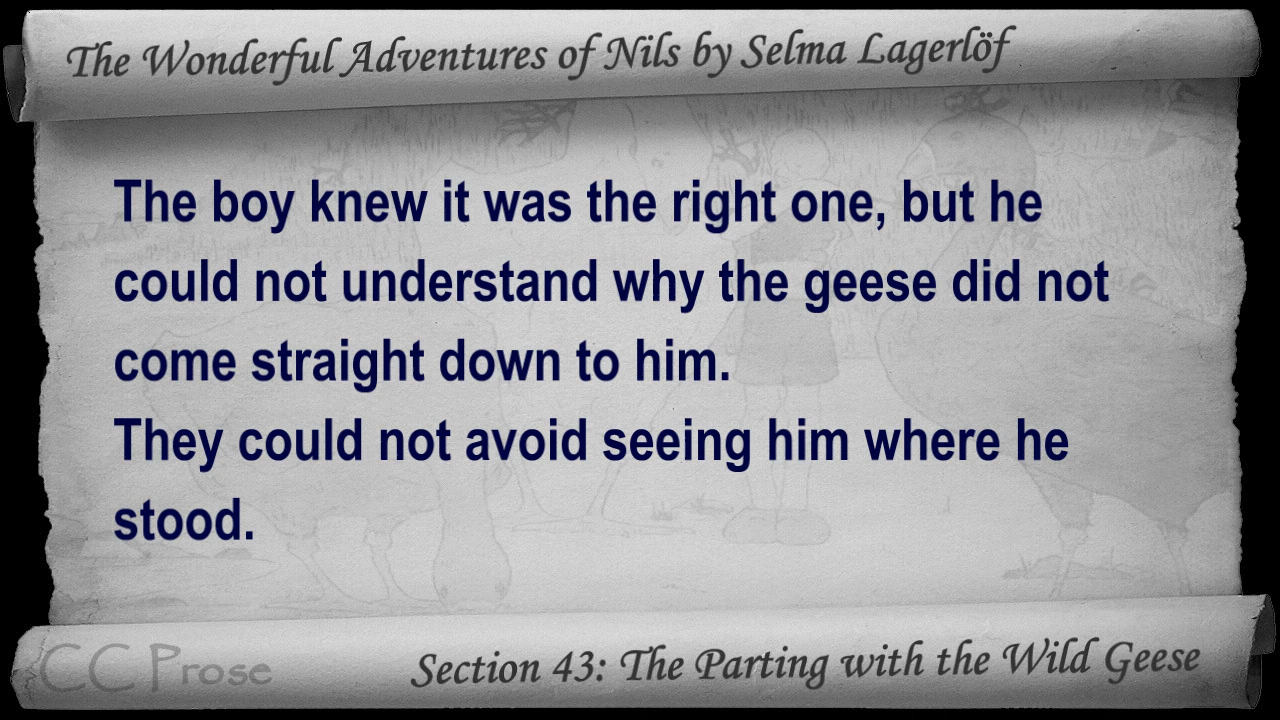 The Wonderful Adventures of Nils by Selma Lagerlöf
The boy knew it was the right one, but he
could not understand why the geese did not
come straight down to him.
They could not avoid seeing him where he
stood.
CC Prose
Section 43: The Parting with the Wild Geese